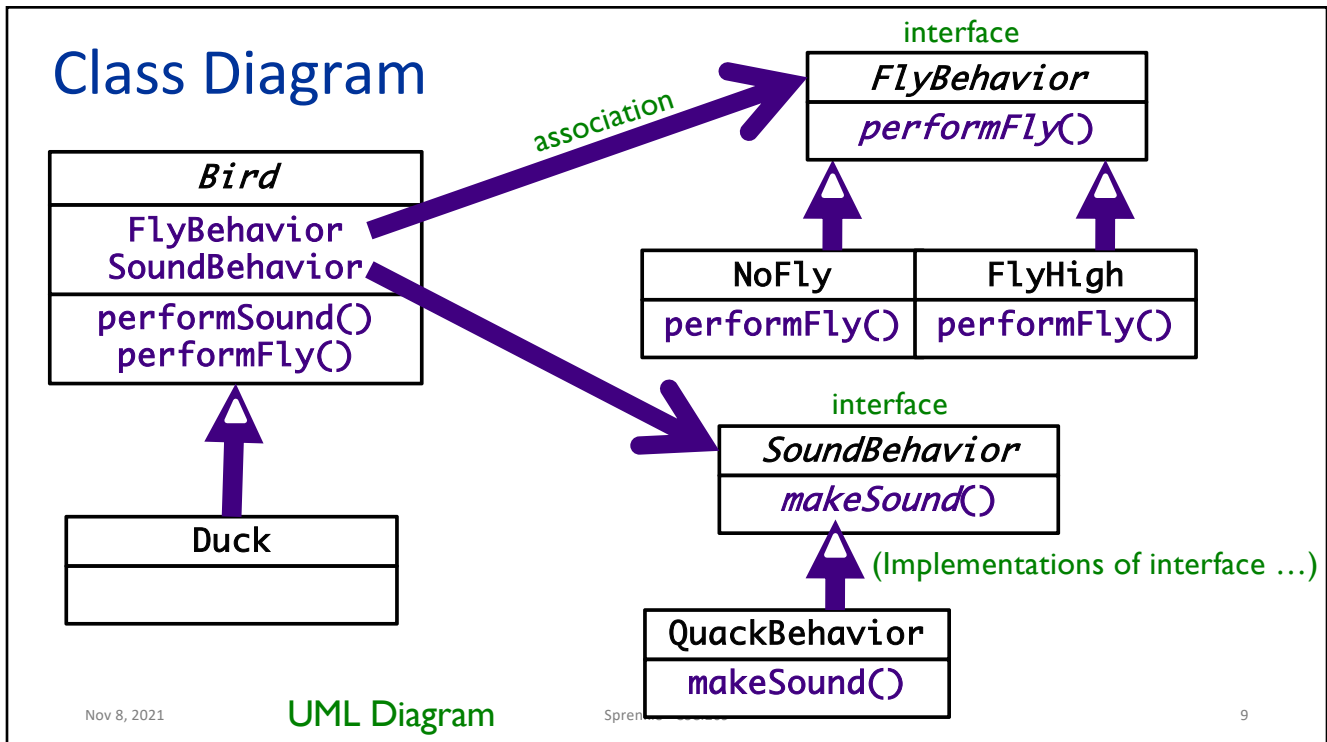 Class Diagram
interface
FlyBehavior
performFly()
association
Bird
FlyBehavior
SoundBehavior
performSound()
performFly()
NoFly
performFly()
FlyHigh
performFly()
interface
SoundBehavior
makeSound()
(Implementations of interface …)
Duck
QuackBehavior
makeSound()
Nov 8, 2021
UML Diagram
9